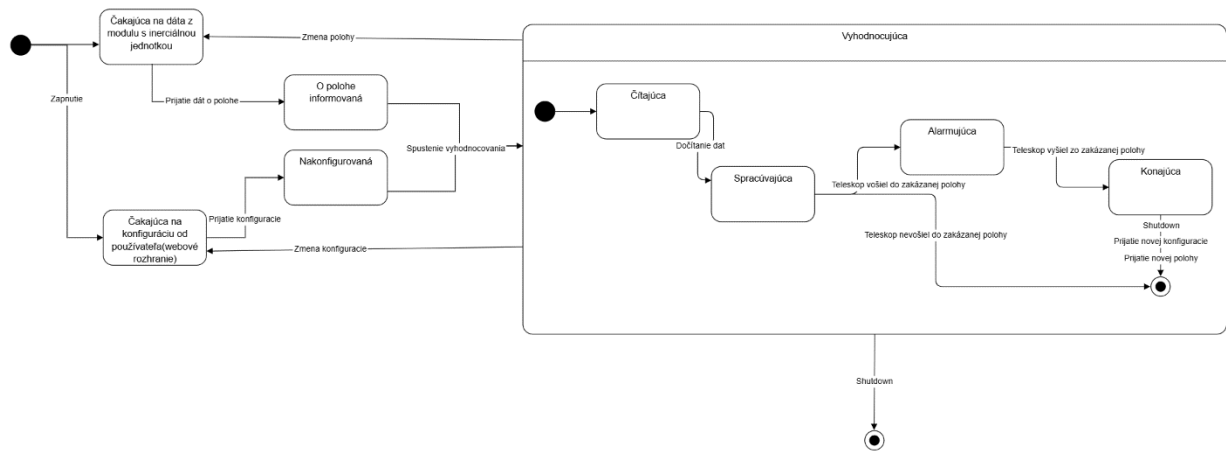 Čakajúca na dáta z
modulu s inerciálnou
jednotkou
Zmena polohy
Vyhodnocujúca
Zapnutie
Prijatie dát o polohe
O polohe
informovaná
Čítajúca
Alarmujúca
Spustenie vyhodnocovania
Dočítanie dat
Teleskop vyšiel zo zakázanej polohy
Nakonfigurovaná
Spracúvajúca
Teleskop vošiel do zakázanej polohy
Konajúca
Čakajúca na
konfiguráciu od
používateľa(webové
rozhranie)
Prijatie konfiguracie
Zmena konfiguracie
Teleskop nevošiel do zakázanej polohy
Shutdown
Prijatie novej konfiguracie
Prijatie novej polohy
Shutdown